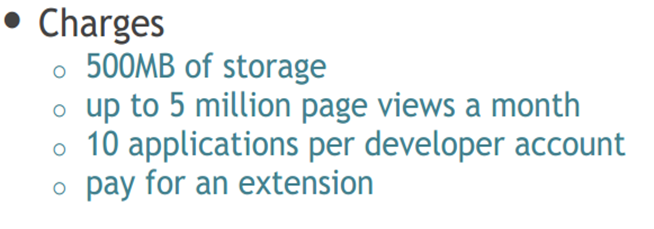 • Charges
○ 500MB of storage
○ up to 5 million page views a month
○ 10 applications per developer account
○ pay for an extension